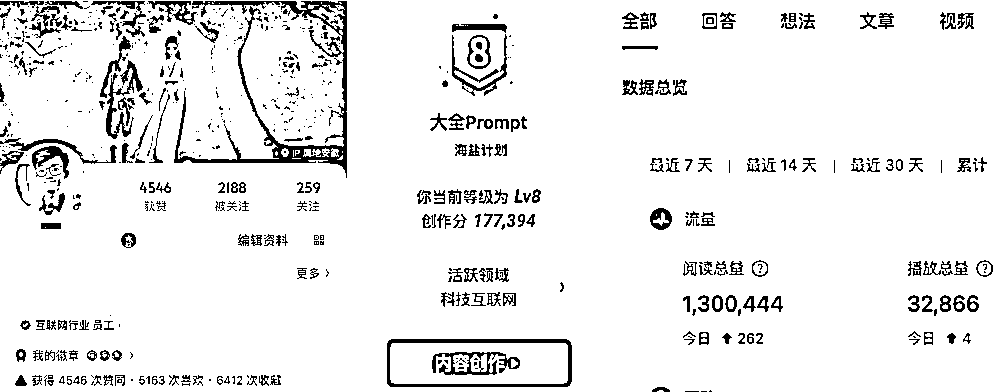 IP 属地安徽
4546 2188 259
获赞 被关注 关注
编辑资料
更多 >
互联网行业 员工
我的徽章 >
获得 4546 次赞同 · 5163 次喜欢 · 6412 次收藏
8
大全Prompt
海盐计划
你当前等级为 Lv8
创作分 177,394
活跃领域
科技互联网 >
内容创作
全部 回答 想法 文章 视频
数据总览
最近 7 天 | 最近 14 天 | 最近 30 天 | 累计
流量
阅读总量 ? 播放总量 ?
1,300,444 32,866
今日 262 今日 4